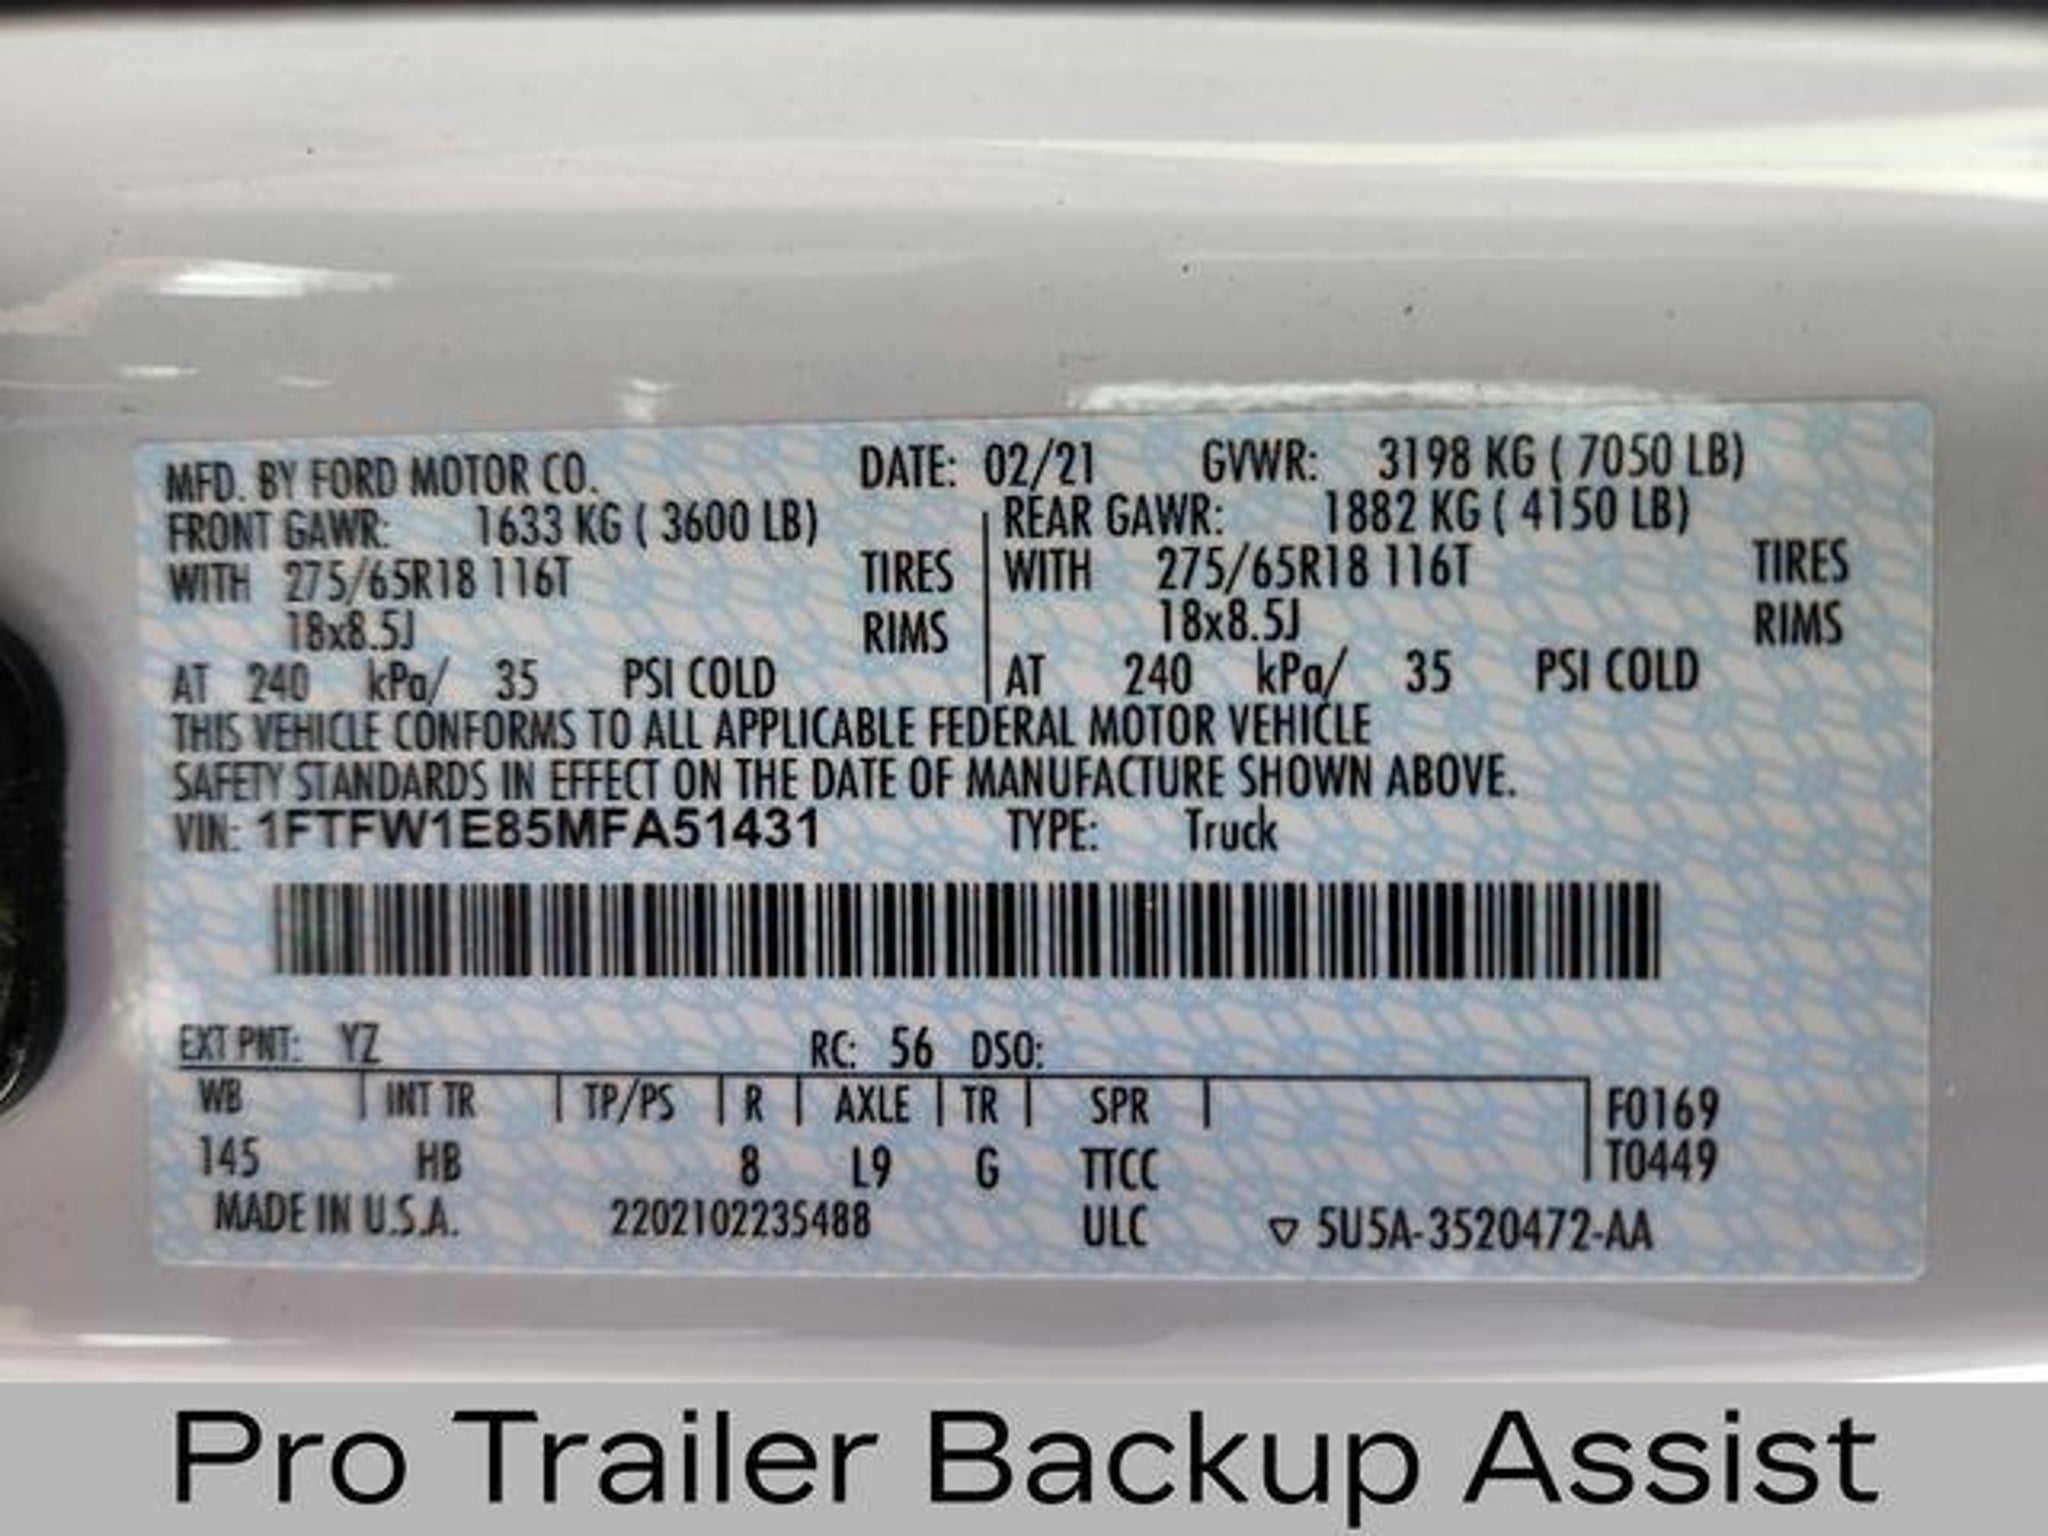 MFD. BY FORD MOTOR CO. DATE: 02/21 GVWR: 3198 KG ( 7050 LB)
FRONT GAWR: 1633 KG ( 3600 LB) REAR GAWR: 1882 KG ( 4150 LB)
WITH 275/65R18 116T TIRES WITH 275/65R18 116T TIRES
18x8.5J RIMS 18x8.5J RIMS
AT 240 kPa/ 35 PSI COLD AT 240 kPa/ 35 PSI COLD
THIS VEHICLE CONFORMS TO ALL APPLICABLE FEDERAL MOTOR VEHICLE
SAFETY STANDARDS IN EFFECT ON THE DATE OF MANUFACTURE SHOWN ABOVE.
VIN: 1FTFW1E85MFA51431 TYPE: Truck
EXT PNT: YZ RC: 56 DSO:
WB INT TR TP/PS R AXLE TR SPR F0169
145 HB 8 L9 G TTCC T0449
MADE IN U.S.A. 2202102235488 ULC ▽ 5U5A-3520472-AA
Pro Trailer Backup Assist